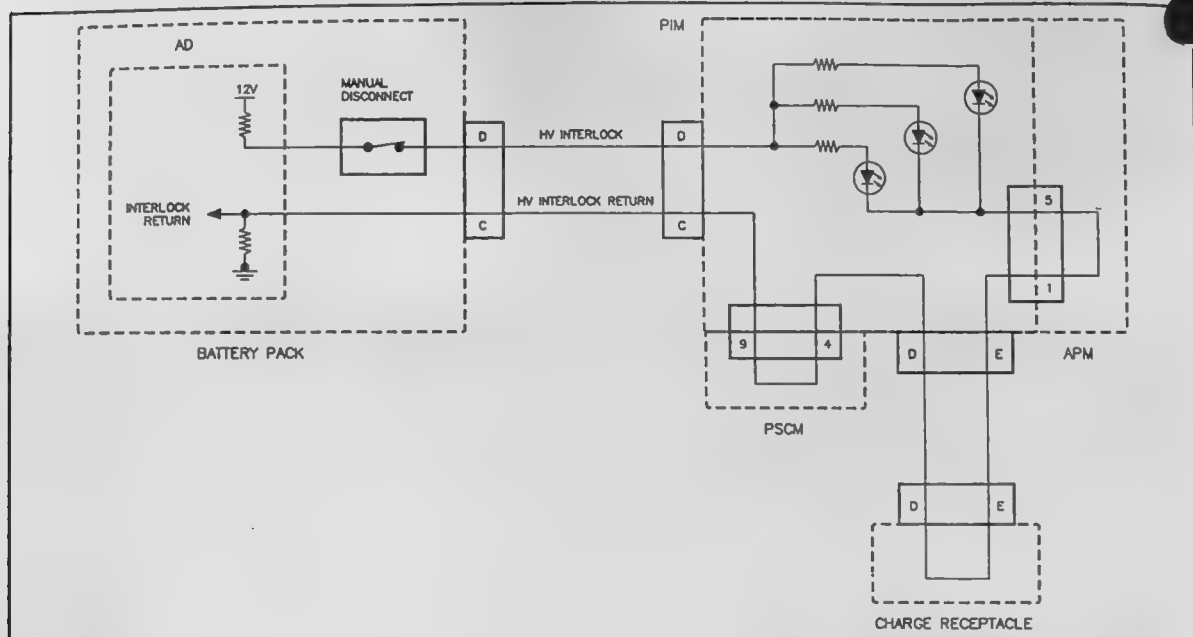 AD
12V
MANUAL
DISCONNECT
INTERLOCK
RETURN
BATTERY PACK
D
C
HV INTERLOCK
HV INTERLOCK RETURN
D
C
PIM
5
1
APM
9
4
PSCM
D
E
D
E
CHARGE RECEPTACLE